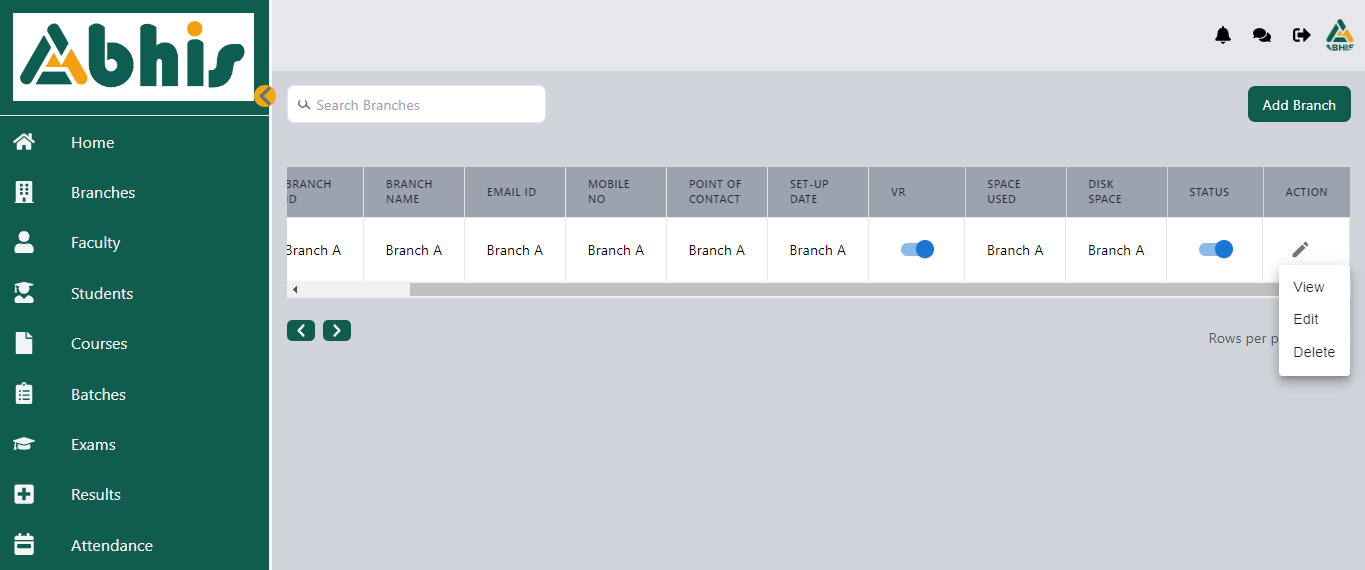 Abhis
ABHIS
Search Branches
Add Branch
Home
Branches
Faculty
Students
Courses
Batches
Exams
Results
Attendance
BRANCH
ID
BRANCH
NAME
EMAIL ID
MOBILE
NO
POINT OF
CONTACT
SET-UP
DATE
VR
SPACE
USED
DISK
SPACE
STATUS
ACTION
Branch A
Branch A
Branch A
Branch A
Branch A
Branch A
Branch A
Branch A
View
Edit
Delete
Rows per p